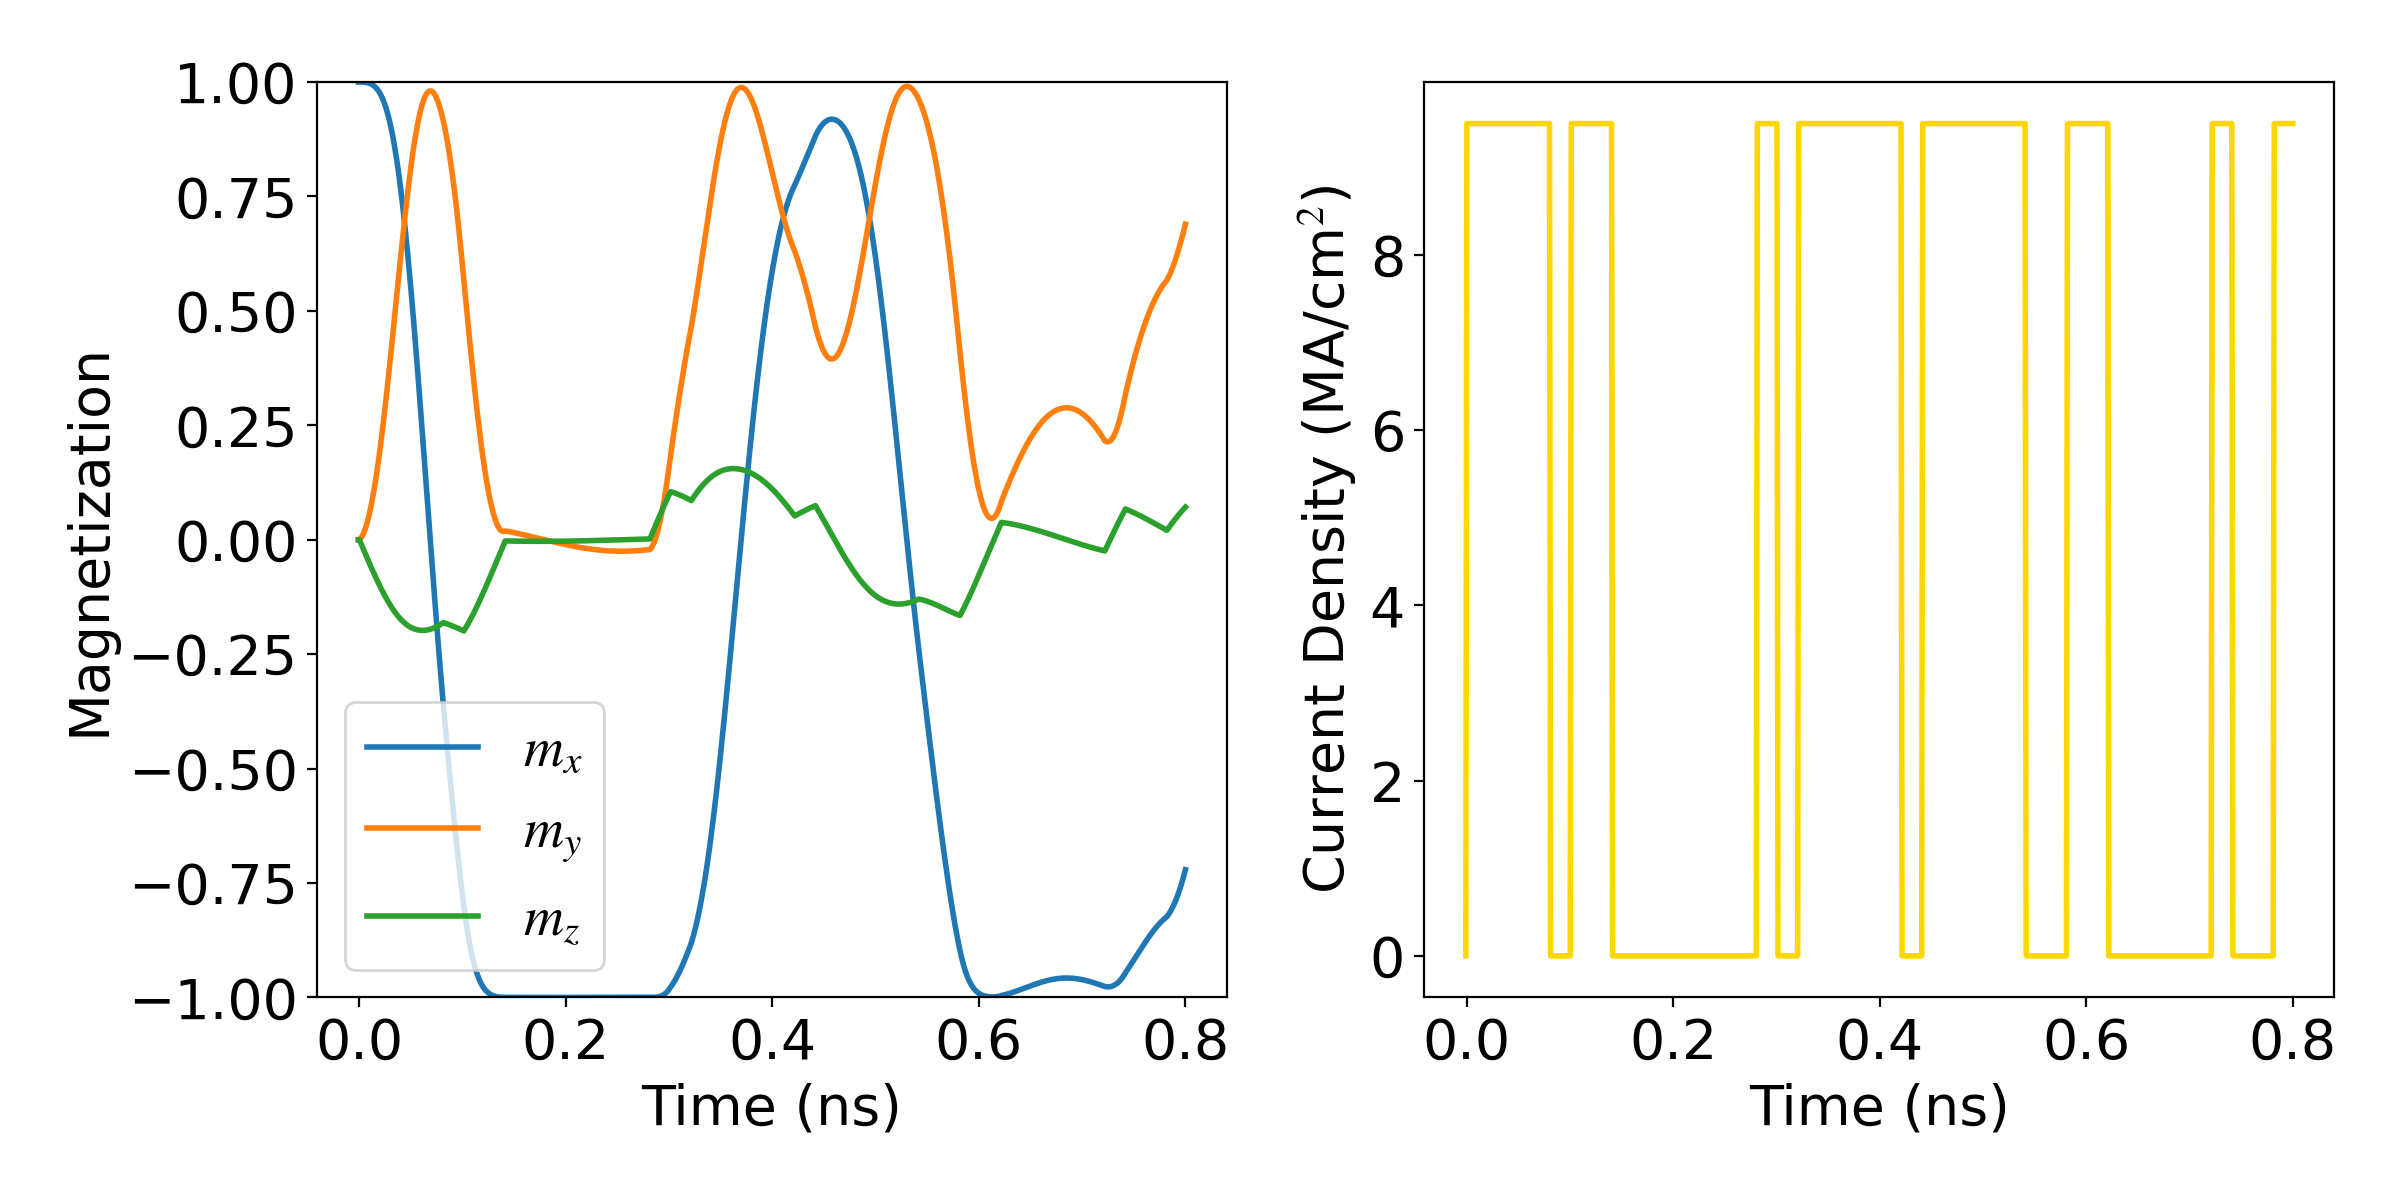 Magnetization
1.00
0.75
0.50
0.25
0.00
−0.25
−0.50
−0.75
−1.00
m_x
m_y
m_z
0.0 0.2 0.4 0.6 0.8
Time (ns)
Current Density (MA/cm²)
8
6
4
2
0
0.0 0.2 0.4 0.6 0.8
Time (ns)